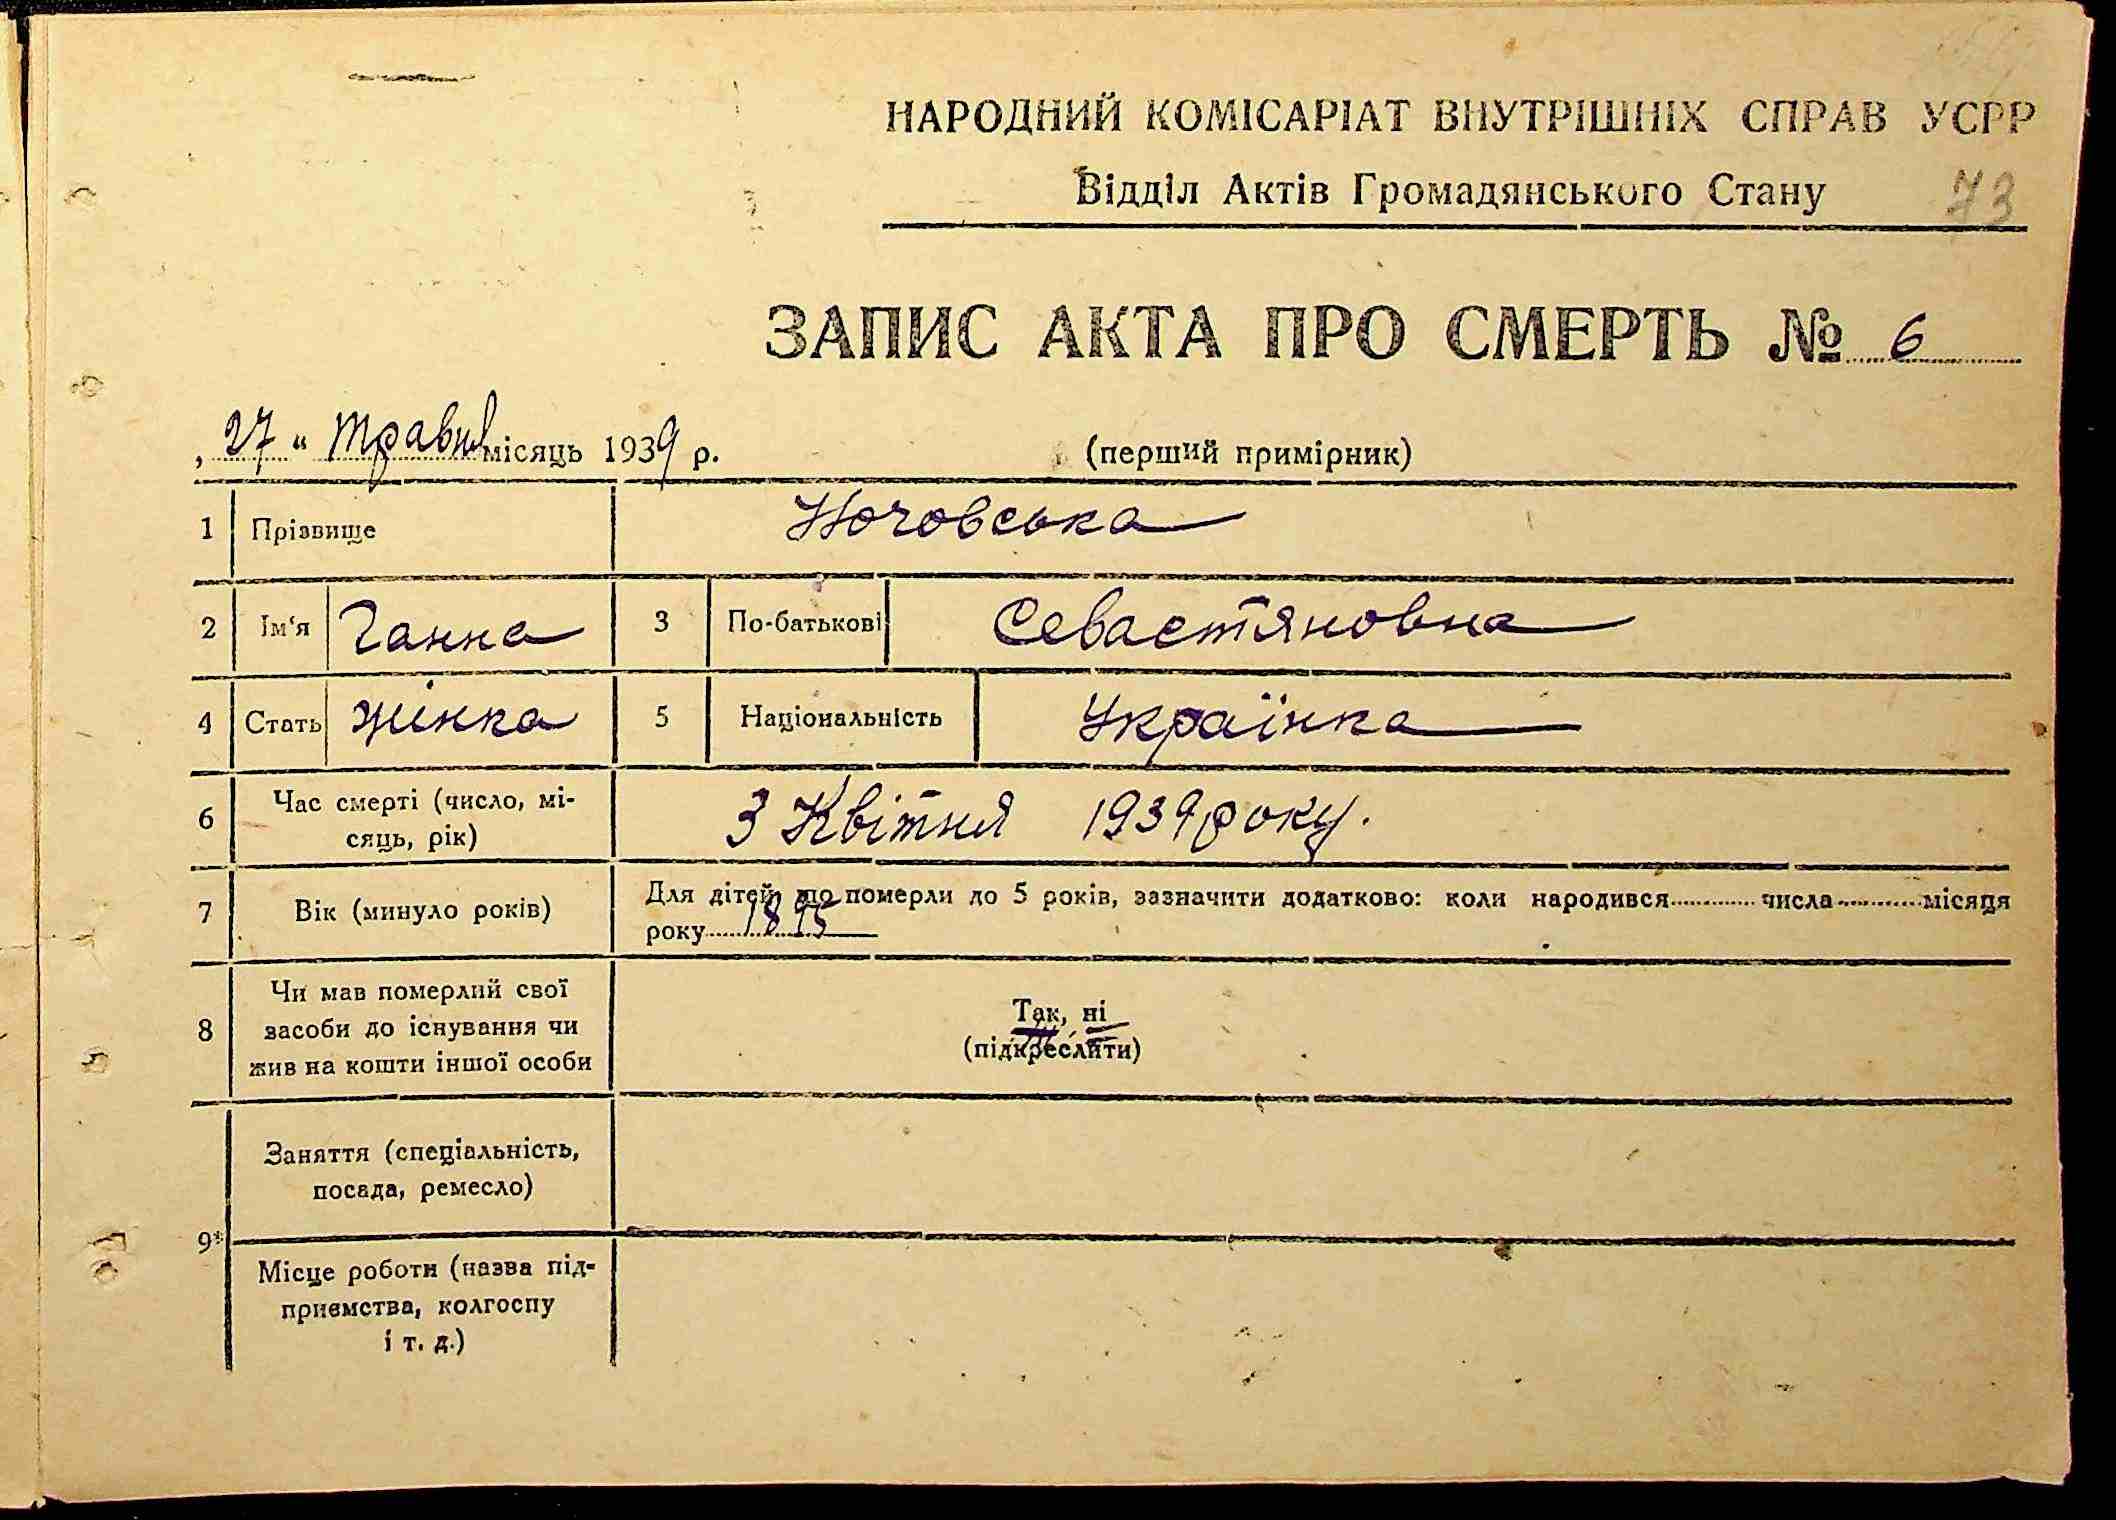 НАРОДНИЙ КОМІСАРІАТ ВНУТРІШНІХ СПРАВ УСРР
Відділ Актів Громадянського Стану 73
ЗАПИС АКТА ПРО СМЕРТЬ № 6
„ 27 “ травня місяць 1939 р. (перший примірник)
1 Прізвище Ночовська
2 Ім‘я Ганна 3 По-батькові Севастяновна
4 Стать жінка 5 Національність Українка
6 Час смерті (число, мі-
сяць, рік) 3 Квітня 1939 року.
7 Вік (минуло років) Для дітей, що померли до 5 років, зазначити додатково: коли народився числа місяця
року 1895
8 Чи мав померлий свої
засоби до існування чи
жив на кошти іншої особи
Так, ні
(підкреслити)
9* Заняття (спеціальність,
посада, ремесло)
Місце роботи (назва під-
приємства, колгоспу
і т. д.)